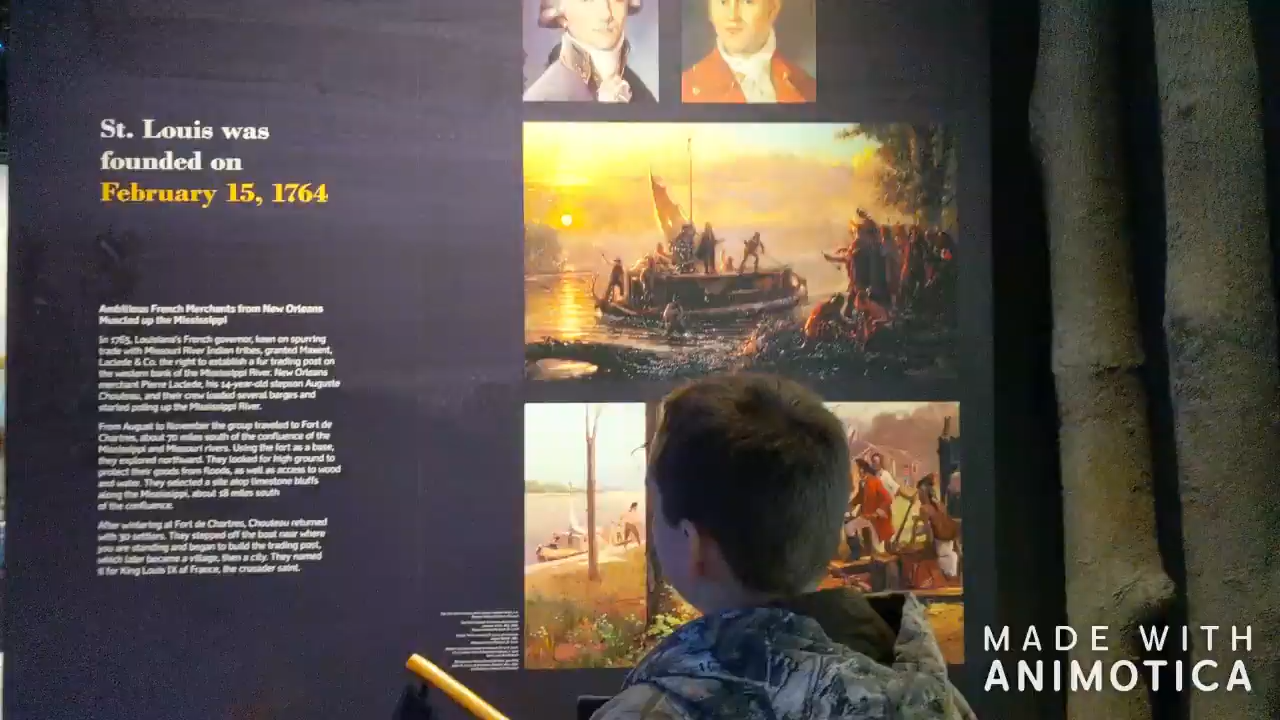 St. Louis was
founded on
February 15, 1764
Ambitious French Merchants from New Orleans
Muscled up the Mississippi
In 1763, Louisiana's French governor, keen on spurring
trade with Missouri River Indian tribes, granted Maxent,
Laclede & Co. the right to establish a fur trading post on
the western bank of the Mississippi River. New Orleans
merchant Pierre Laclede, his 14-year-old stepson Auguste
Chouteau, and their crew loaded several barges and
started poling up the Mississippi River.
From August to November the group traveled to Fort de
Chartres, about 70 miles south of the confluence of the
Mississippi and Missouri rivers. Using the fort as a base,
they explored northward. They looked for high ground to
protect their goods from floods, as well as access to wood
and water. They selected a site atop limestone bluffs
along the Mississippi, about 18 miles south
of the confluence.
After wintering at Fort de Chartres, Chouteau returned
with 30 settlers. They stepped off the boat near where
you are standing and began to build the trading post,
which later became a village, then a city. They named
it for King Louis IX of France, the crusader saint.
MADE WITH
ANIMOTICA